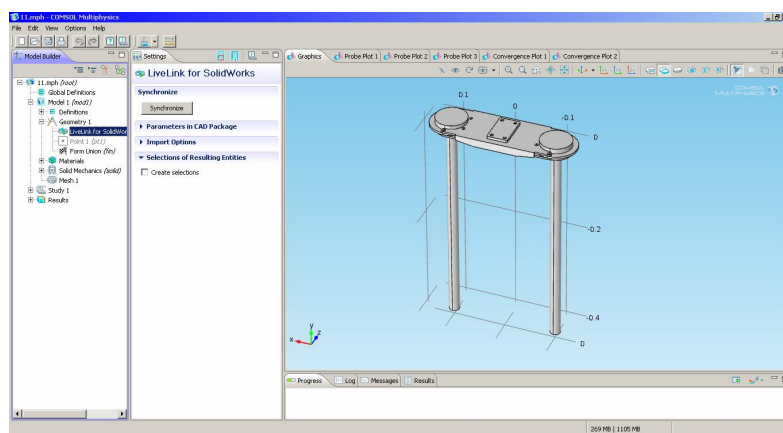 11.mph - COMSOL Multiphysics
File Edit View Options Help
Model Builder
11.mph (root)
Global Definitions
Model 1 (mod1)
Definitions
Geometry 1
LiveLink for SolidWor
Point 1 (pt1)
Form Union (fin)
Materials
Solid Mechanics (solid)
Mesh 1
Study 1
Results
Settings
LiveLink for SolidWorks
Synchronize
Synchronize
Parameters in CAD Package
Import Options
Selections of Resulting Entities
Create selections
Graphics Probe Plot 1 Probe Plot 2 Probe Plot 3 Convergence Plot 1 Convergence Plot 2
COMSOL
MULTIPHYSICS
0.1
0
-0.1
0
-0.2
-0.4
0
y
z
x
Progress Log Messages Results
269 MB | 1105 MB